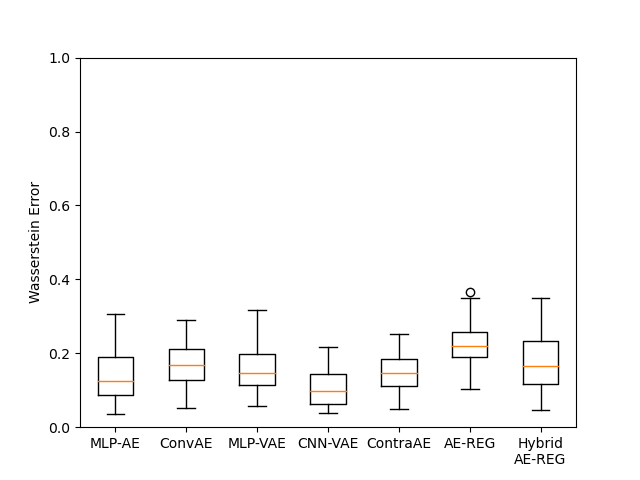 1.0
0.8
0.6
0.4
0.2
0.0
Wasserstein Error
MLP-AE ConvAE MLP-VAE CNN-VAE ContraAE AE-REG Hybrid
AE-REG